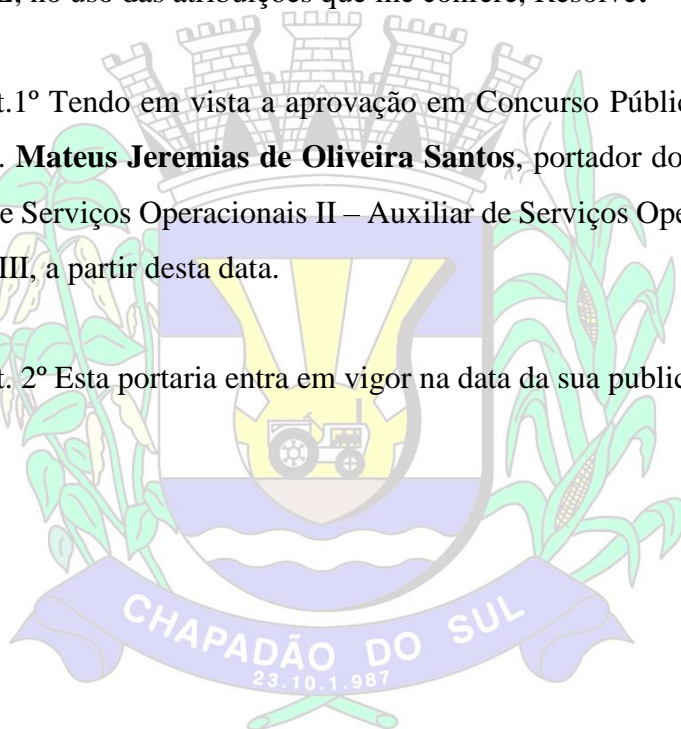 no uso das atribuições que lhe confere, Resolve:
t.1º Tendo em vista a aprovação em Concurso Públic
. Mateus Jeremias de Oliveira Santos, portador do
e Serviços Operacionais II – Auxiliar de Serviços Ope
III, a partir desta data.
t. 2º Esta portaria entra em vigor na data da sua public
CHAPADÃO DO SUL
23.10.1.987